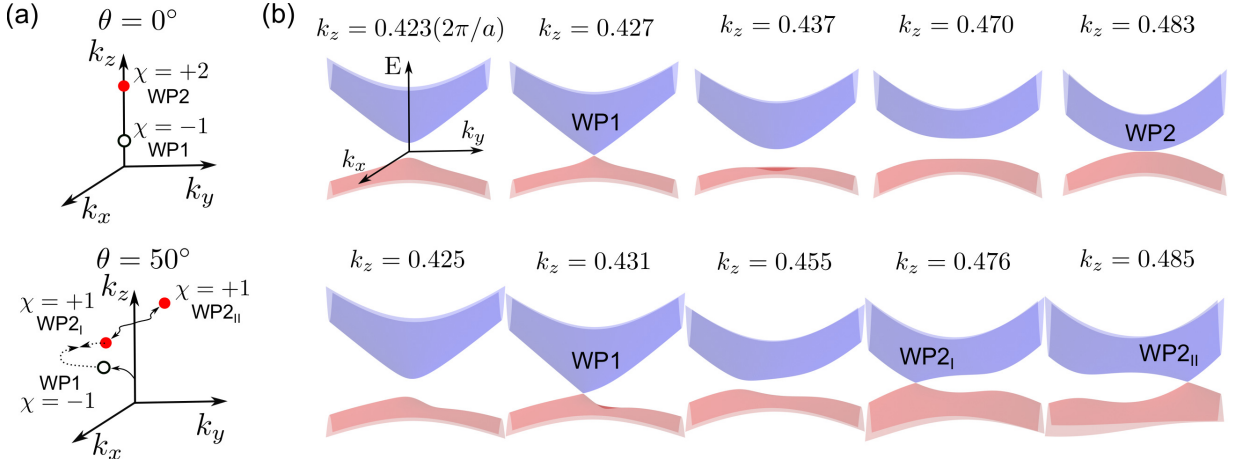 (a)
θ = 0°
k_z
χ = +2
WP2
χ = −1
WP1
k_y
k_x
θ = 50°
k_z
χ = +1
WP2_II
χ = +1
WP2_I
WP1
χ = −1
k_y
k_x
(b)
k_z = 0.423(2π/a) k_z = 0.427 k_z = 0.437 k_z = 0.470 k_z = 0.483
E
WP1
WP2
k_y
k_x
k_z = 0.425 k_z = 0.431 k_z = 0.455 k_z = 0.476 k_z = 0.485
WP1 WP2_I WP2_II